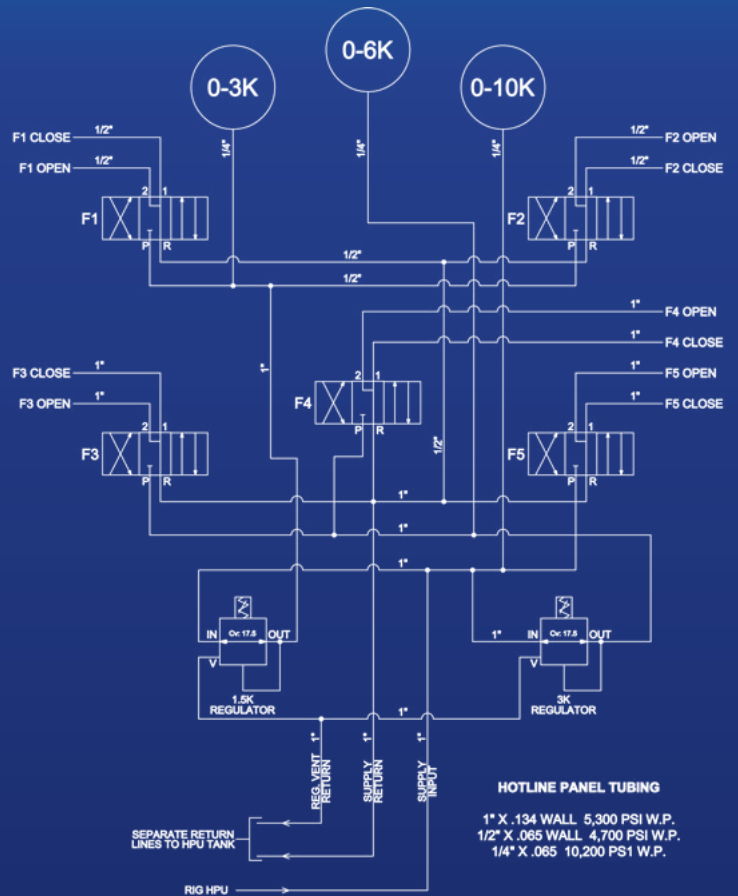 0-3K
0-6K
0-10K
1/4"
1/4"
1/4"
F1 CLOSE
1/2"
F1 OPEN
1/2"
1/2"
F2 OPEN
1/2"
F2 CLOSE
2 1
F1
P R
2 1
F2
P R
1/2"
1/2"
1"
F4 OPEN
1"
F4 CLOSE
1"
F3 CLOSE
1"
F3 OPEN
1"
1"
F5 OPEN
1"
F5 CLOSE
2 1
F4
P R
2 1
F3
P R
2 1
F5
P R
1/2"
1"
1"
1"
IN
Cv: 17.5
OUT
V
1.5K
REGULATOR
1"
IN
Cv: 17.5
OUT
V
3K
REGULATOR
1"
REG. VENT
RETURN
1"
SUPPLY
RETURN
1"
SUPPLY
INPUT
1"
SEPARATE RETURN
LINES TO HPU TANK
RIG HPU
HOTLINE PANEL TUBING
1" X .134 WALL 5,300 PSI W.P.
1/2" X .065 WALL 4,700 PSI W.P.
1/4" X .065 10,200 PS1 W.P.